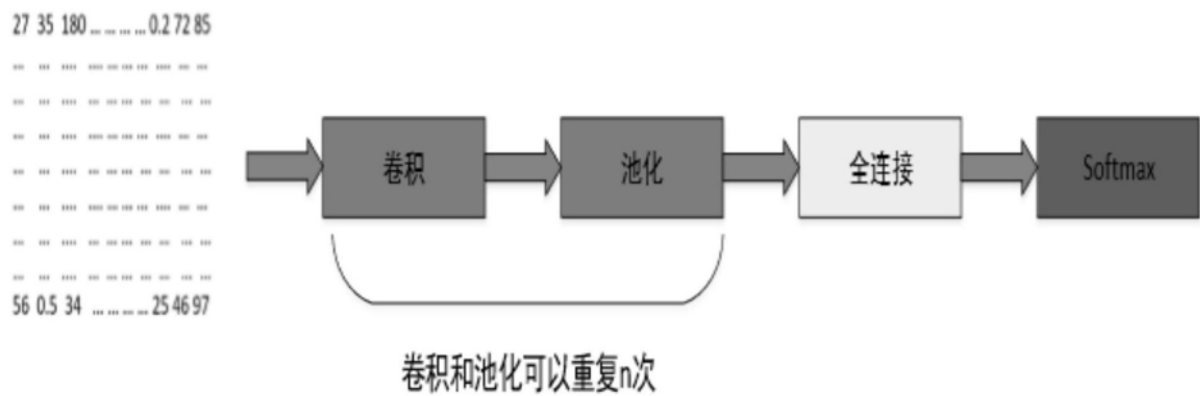 27 35 180 ... ... ... ... 0.2 72 85
... ... .... .... ... ... ... .... ... ...
... ... .... .... ... ... ... .... ... ...
... ... .... .... ... ... ... .... ... ...
... ... .... .... ... ... ... ... ... ...
... ... .... .... ... ... ... .... ... ...
... ... .... ... ... ... ... ... ... ...
... ... .... ... ... ... ... ... ... ...
56 0.5 34 ... ... ... ... 25 46 97
卷积
池化
全连接
Softmax
卷积和池化可以重复n次